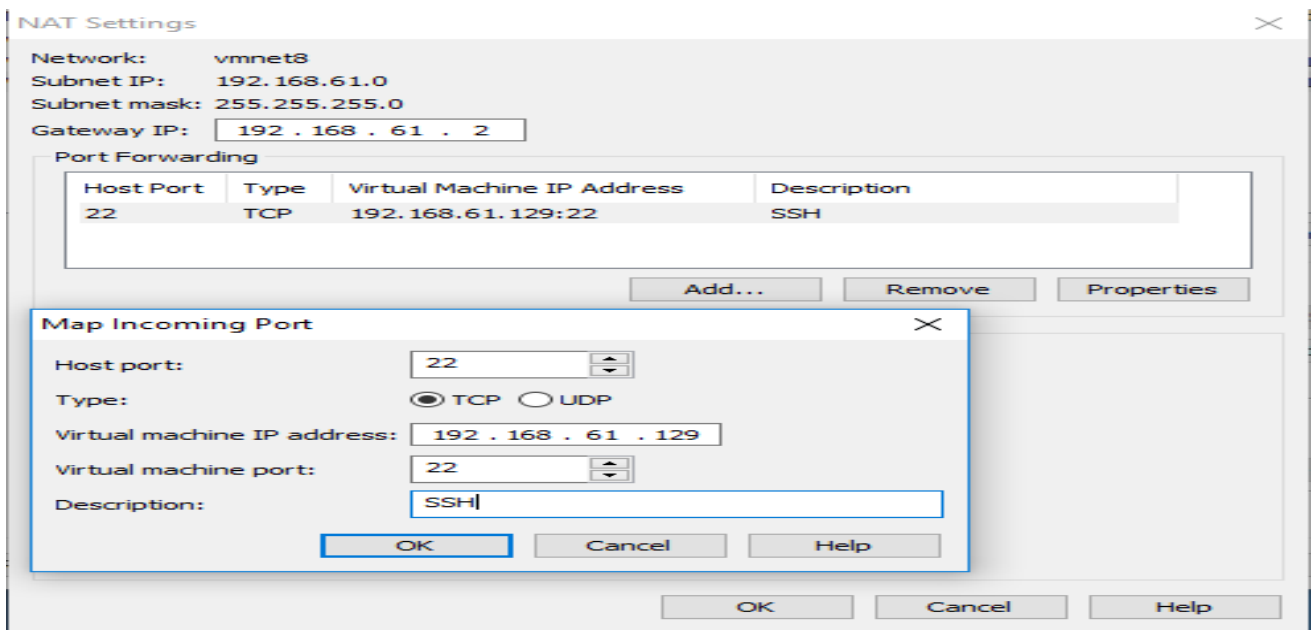 NAT Settings
Network: vmnet8
Subnet IP: 192.168.61.0
Subnet mask: 255.255.255.0
Gateway IP: 192 . 168 . 61 . 2
Port Forwarding
Host Port Type Virtual Machine IP Address Description
22 TCP 192.168.61.129:22 SSH
Add... Remove Properties
Map Incoming Port
Host port: 22
Type: TCP UDP
Virtual machine IP address: 192 . 168 . 61 . 129
Virtual machine port: 22
Description: SSH
OK Cancel Help
OK Cancel Help